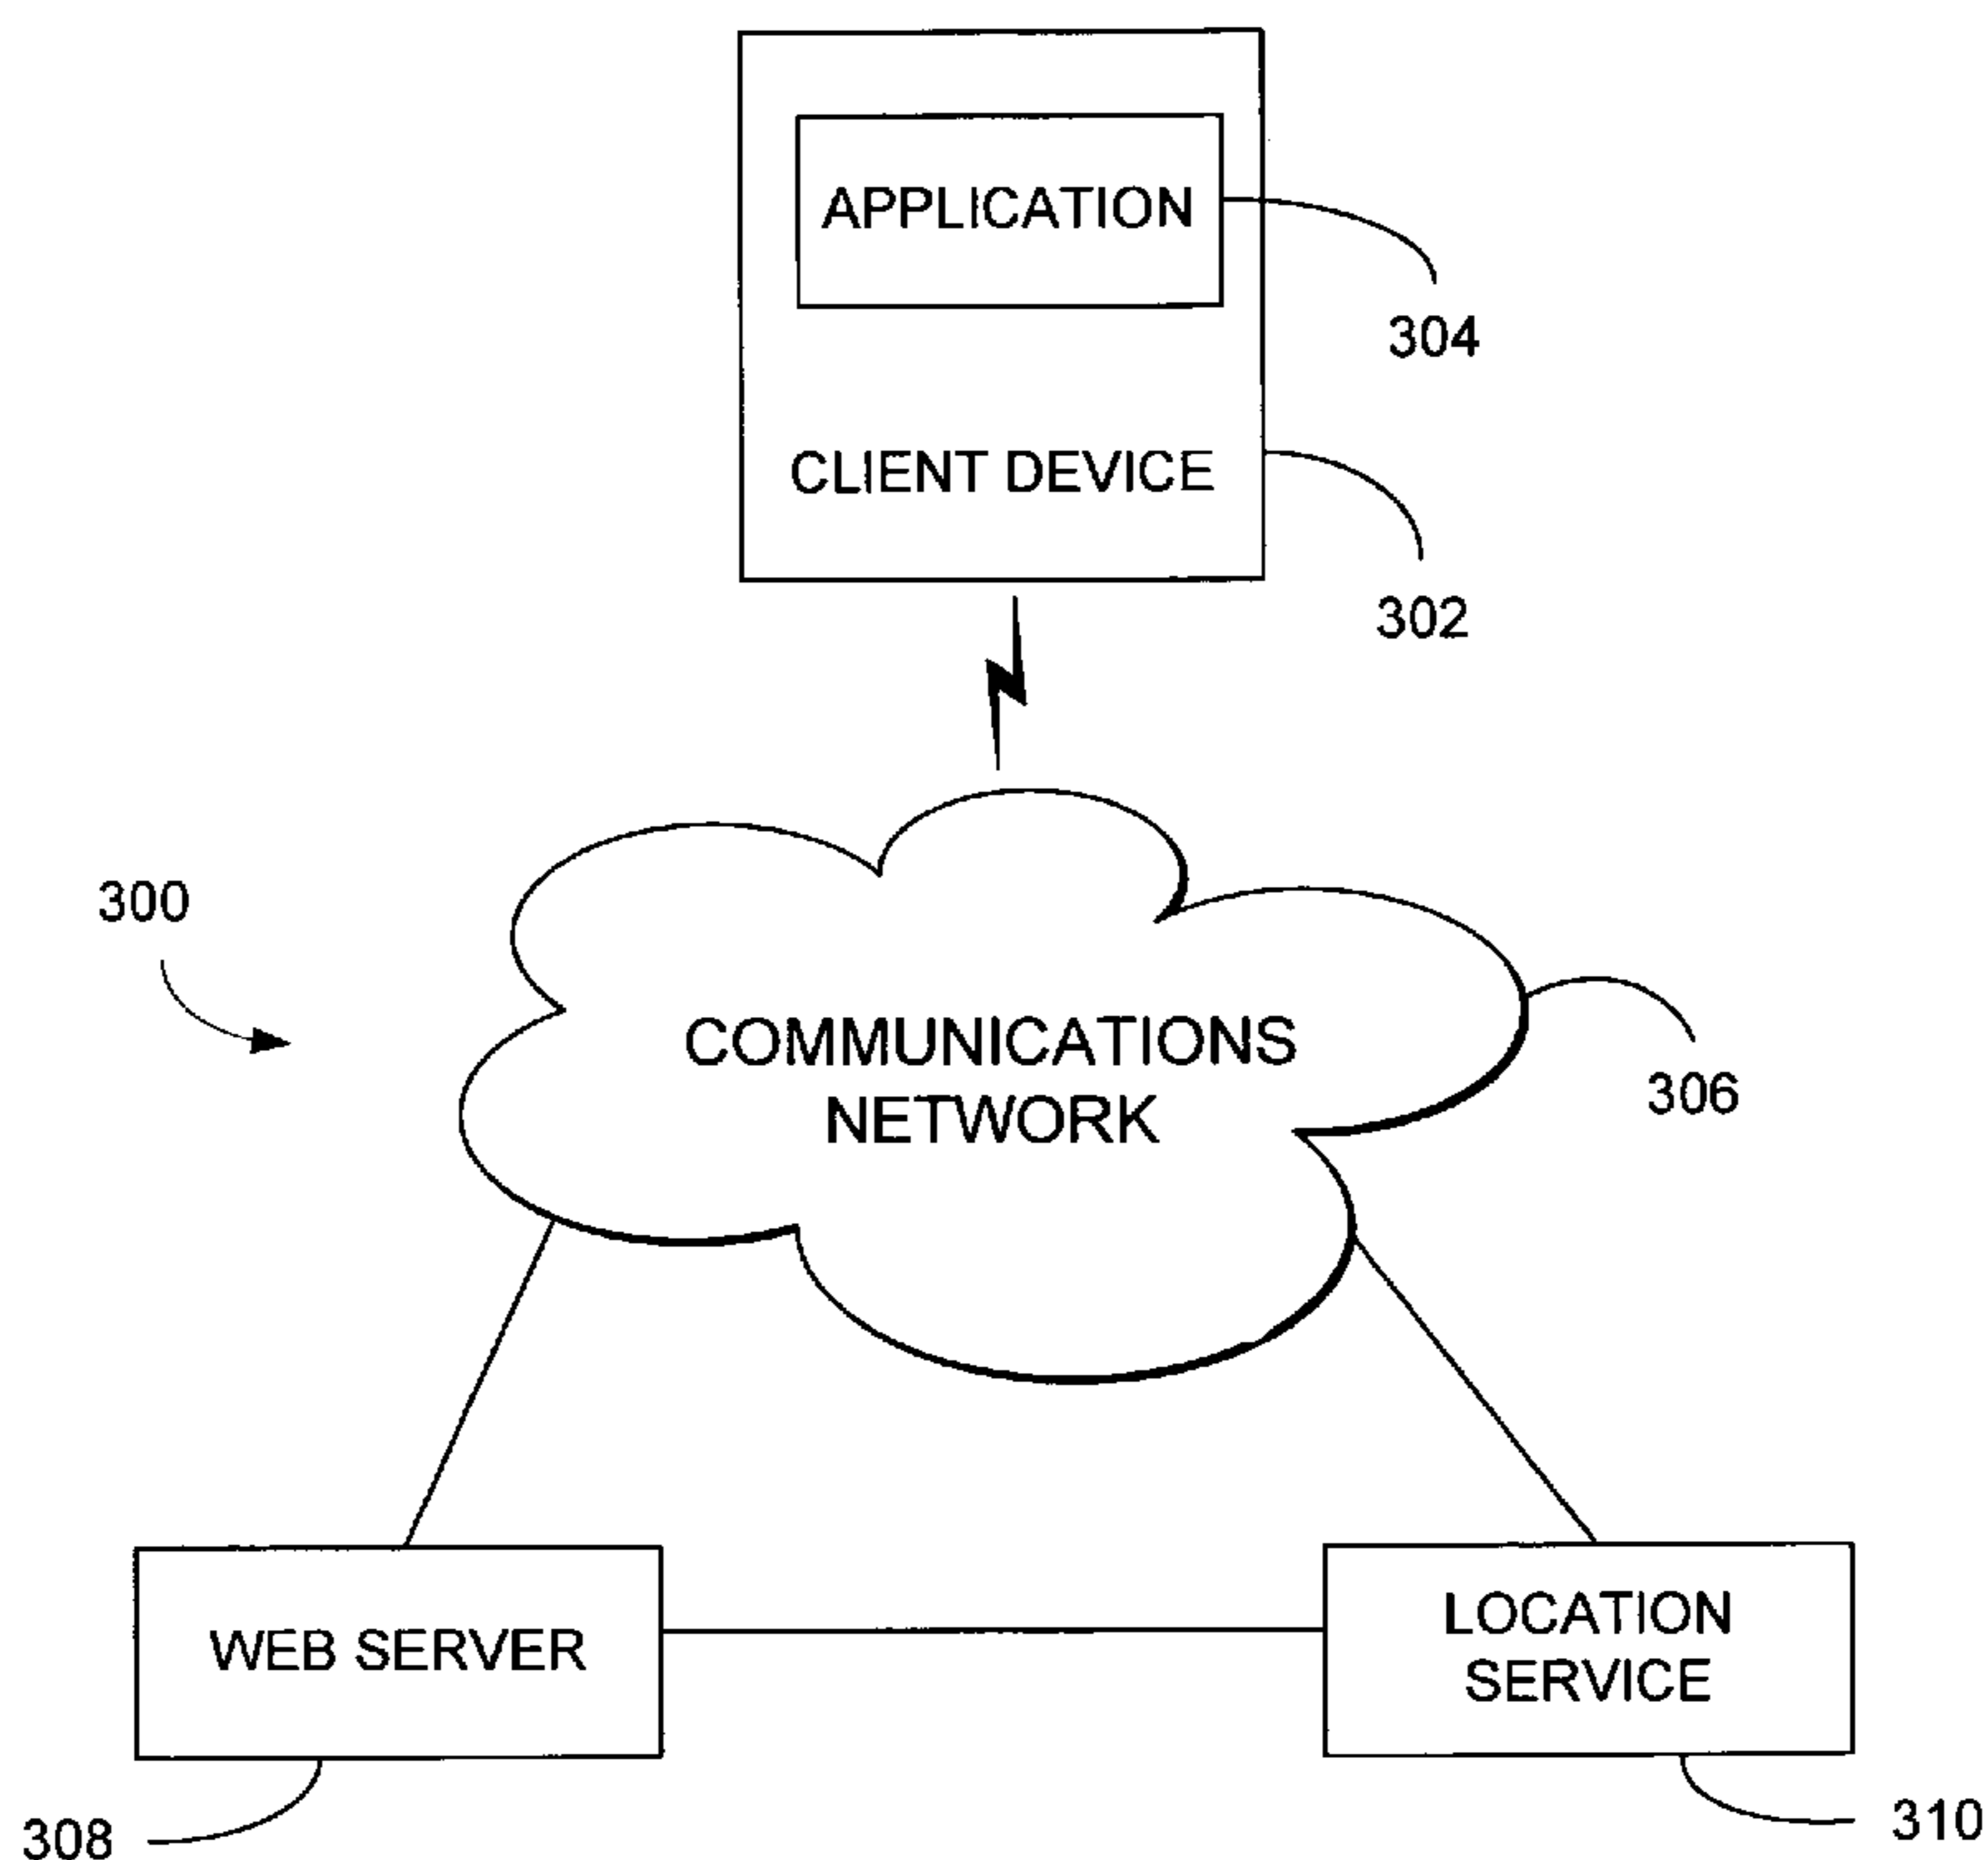 APPLICATION
304
CLIENT DEVICE
302
300
COMMUNICATIONS
NETWORK
306
WEB SERVER
LOCATION
SERVICE
308
310